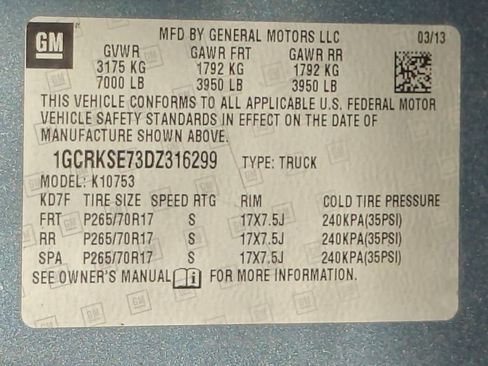 GM
MFD BY GENERAL MOTORS LLC 03/13
GVWR GAWR FRT GAWR RR
3175 KG 1792 KG 1792 KG
7000 LB 3950 LB 3950 LB
THIS VEHICLE CONFORMS TO ALL APPLICABLE U.S. FEDERAL MOTOR
VEHICLE SAFETY STANDARDS IN EFFECT ON THE DATE OF
MANUFACTURE SHOWN ABOVE.
1GCRKSE73DZ316299 TYPE: TRUCK
MODEL: K10753
KD7F TIRE SIZE SPEED RTG RIM COLD TIRE PRESSURE
FRT P265/70R17 S 17X7.5J 240KPA(35PSI)
RR P265/70R17 S 17X7.5J 240KPA(35PSI)
SPA P265/70R17 S 17X7.5J 240KPA(35PSI)
SEE OWNER'S MANUAL FOR MORE INFORMATION.